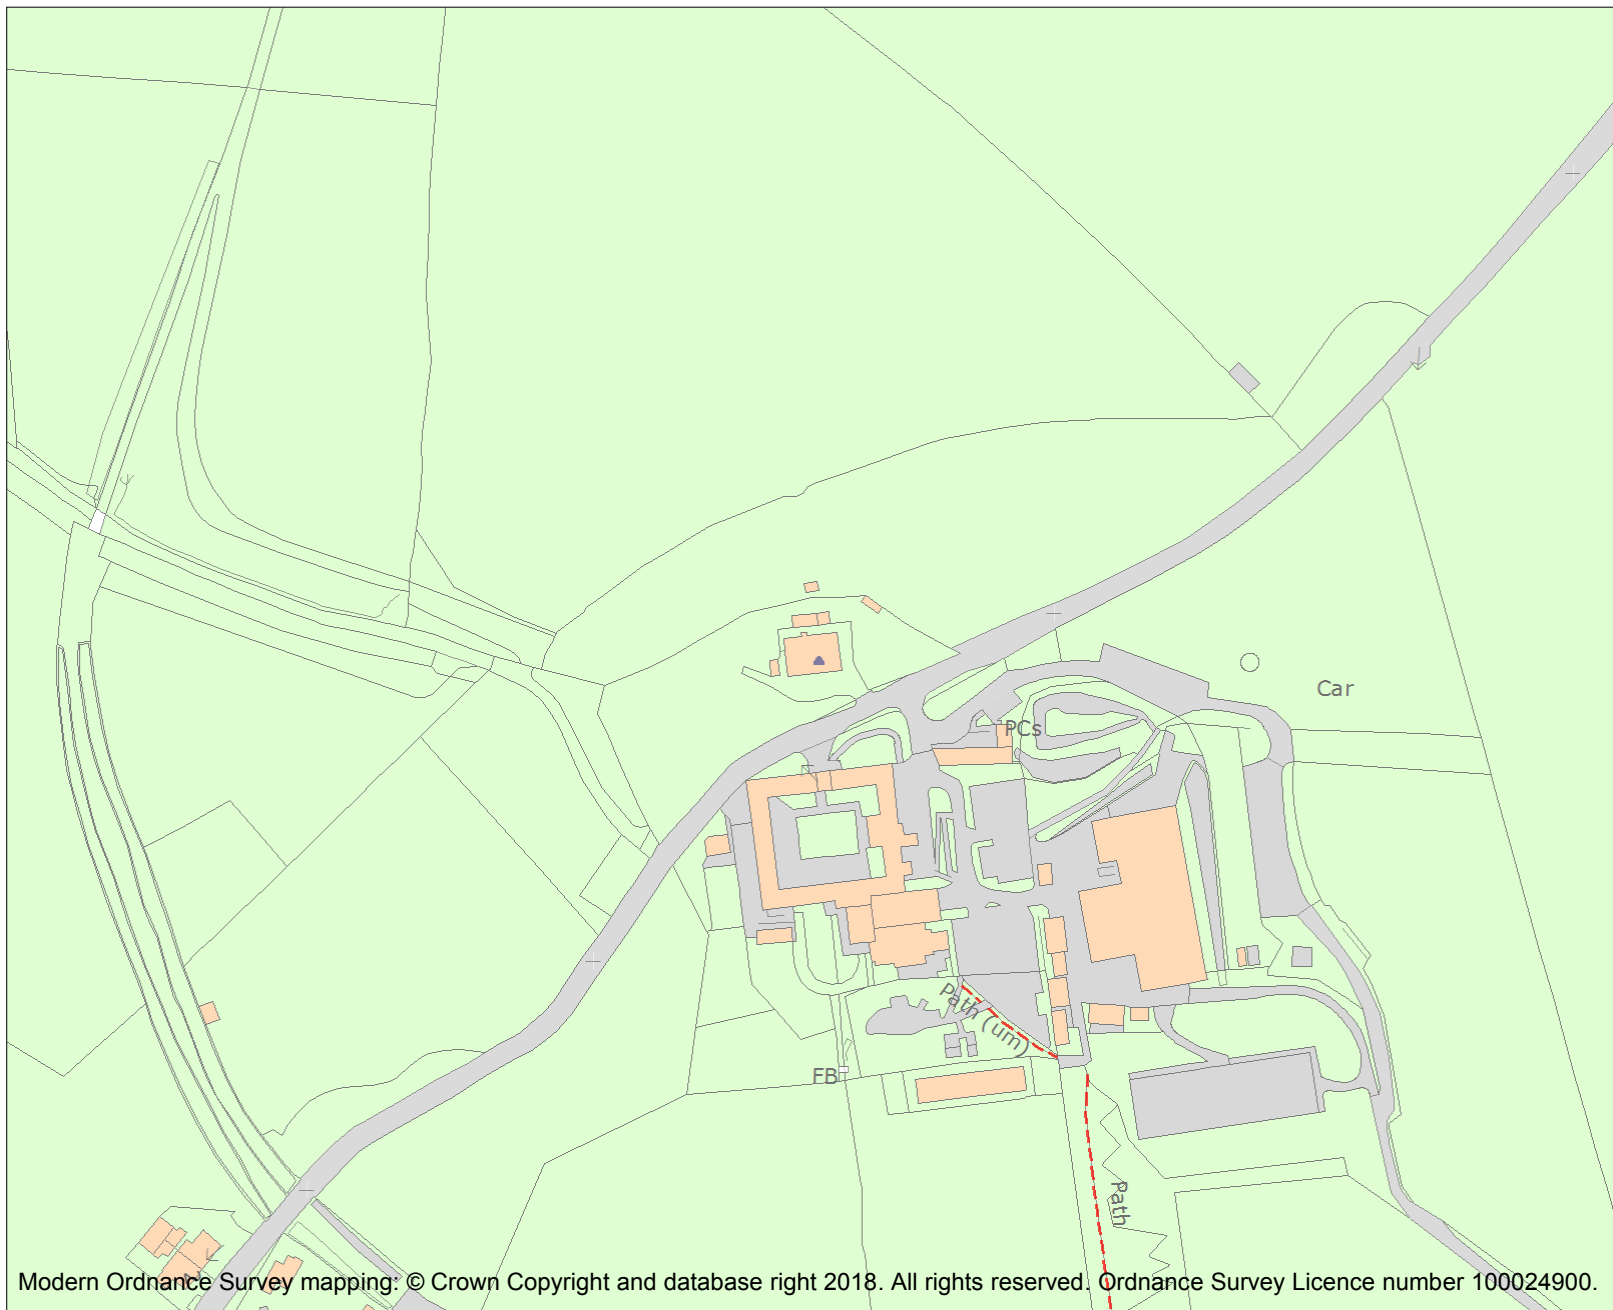 Car
PCs
Path (um)
FB
Path
Modern Ordnance Survey mapping: © Crown Copyright and database right 2018. All rights reserved. Ordnance Survey Licence number 100024900.